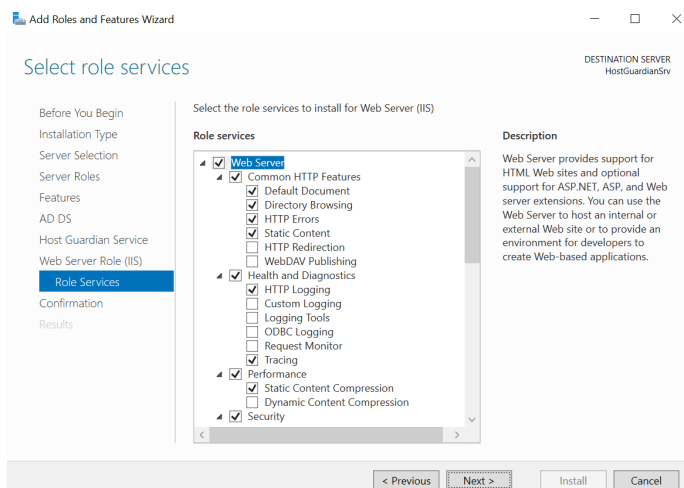 Add Roles and Features Wizard
Select role services
DESTINATION SERVER
HostGuardianSrv
Before You Begin
Installation Type
Server Selection
Server Roles
Features
AD DS
Host Guardian Service
Web Server Role (IIS)
Role Services
Confirmation
Results
Select the role services to install for Web Server (IIS)
Role services
Web Server
Common HTTP Features
Default Document
Directory Browsing
HTTP Errors
Static Content
HTTP Redirection
WebDAV Publishing
Health and Diagnostics
HTTP Logging
Custom Logging
Logging Tools
ODBC Logging
Request Monitor
Tracing
Performance
Static Content Compression
Dynamic Content Compression
Security
Description
Web Server provides support for
HTML Web sites and optional
support for ASP.NET, ASP, and Web
server extensions. You can use the
Web Server to host an internal or
external Web site or to provide an
environment for developers to
create Web-based applications.
< Previous
Next >
Install
Cancel